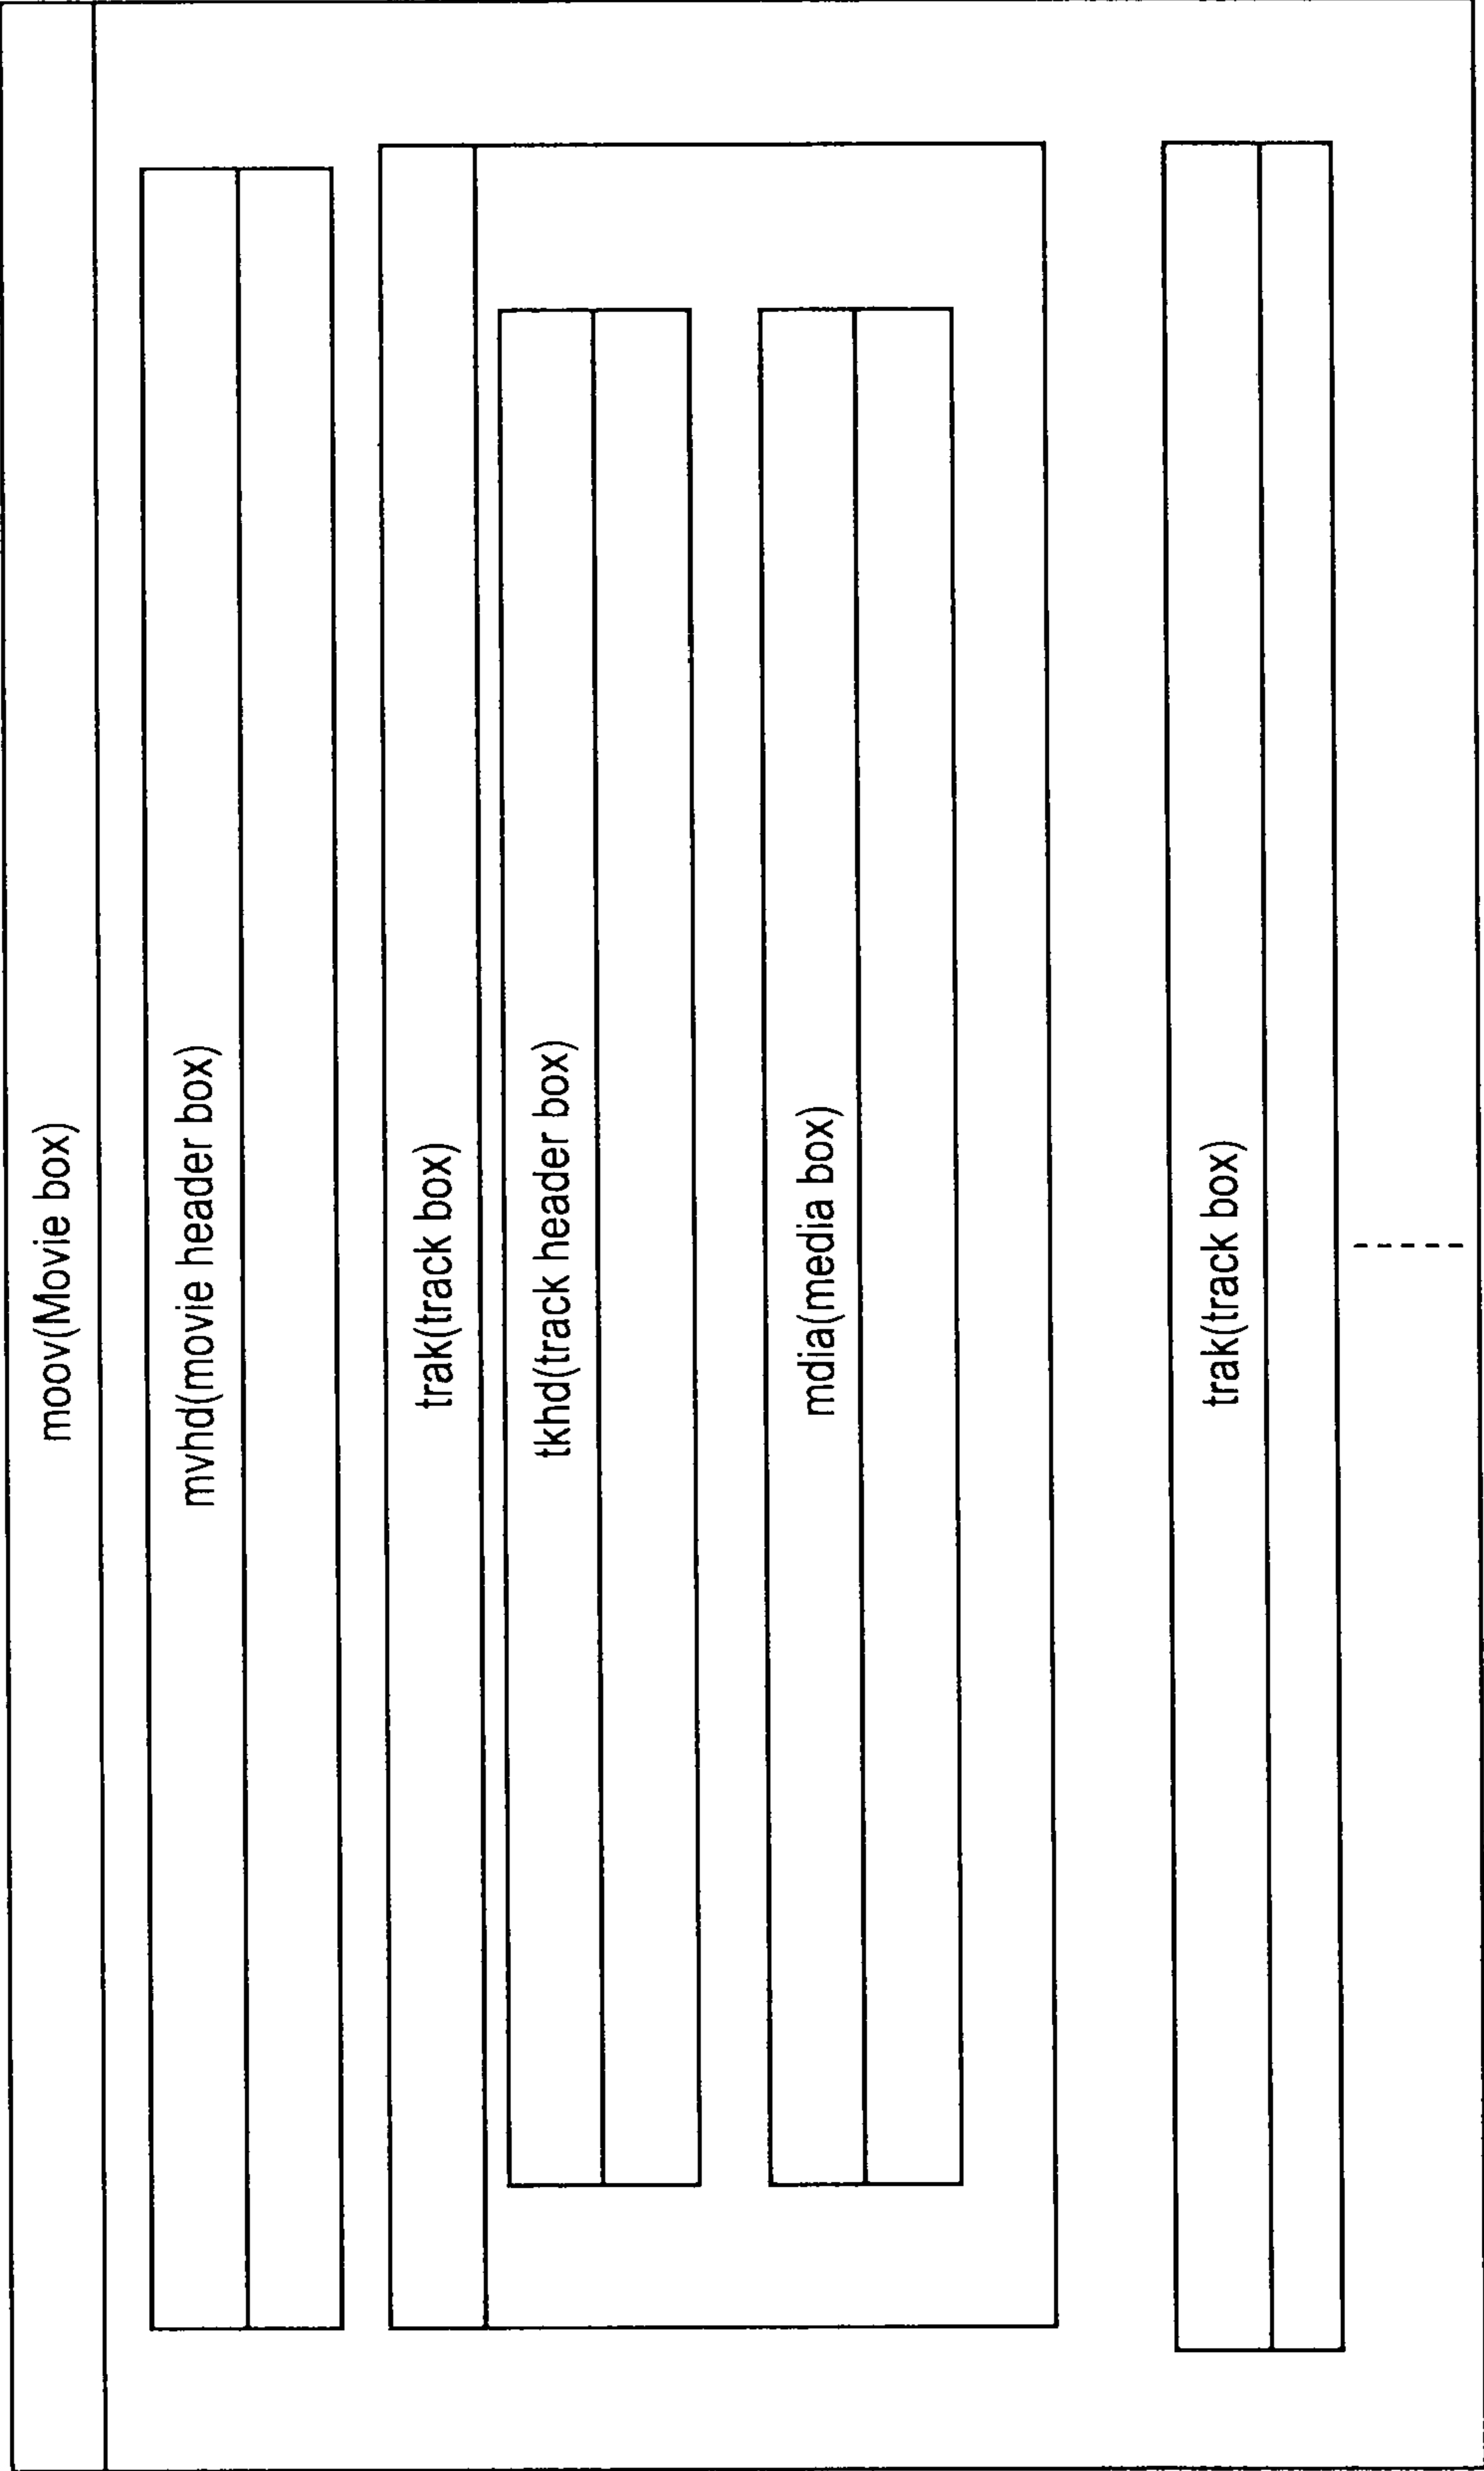 moov(Movie box)
mvhd(movie header box)
trak(track box)
tkhd(track header box)
mdia(media box)
trak(track box)